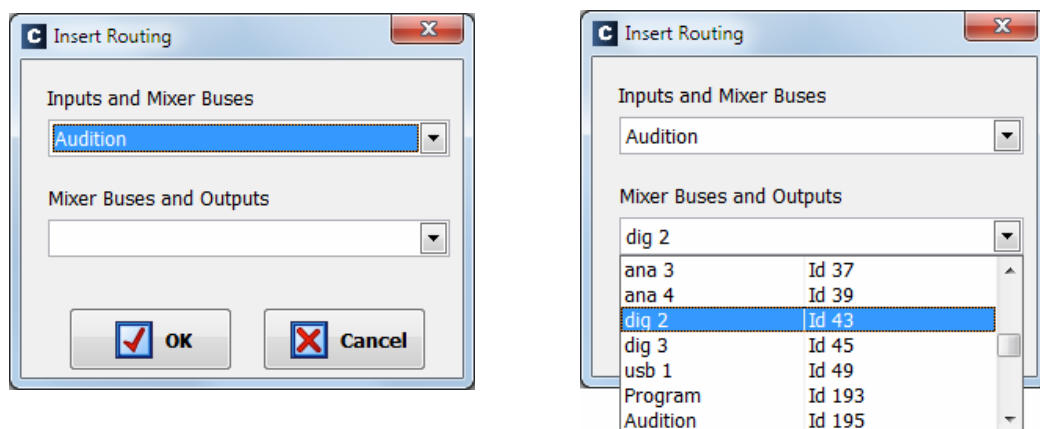 C Insert Routing
Inputs and Mixer Buses
Audition
Mixer Buses and Outputs
OK Cancel
C Insert Routing
Inputs and Mixer Buses
Audition
Mixer Buses and Outputs
dig 2
ana 3 Id 37
ana 4 Id 39
dig 2 Id 43
dig 3 Id 45
usb 1 Id 49
Program Id 193
Audition Id 195